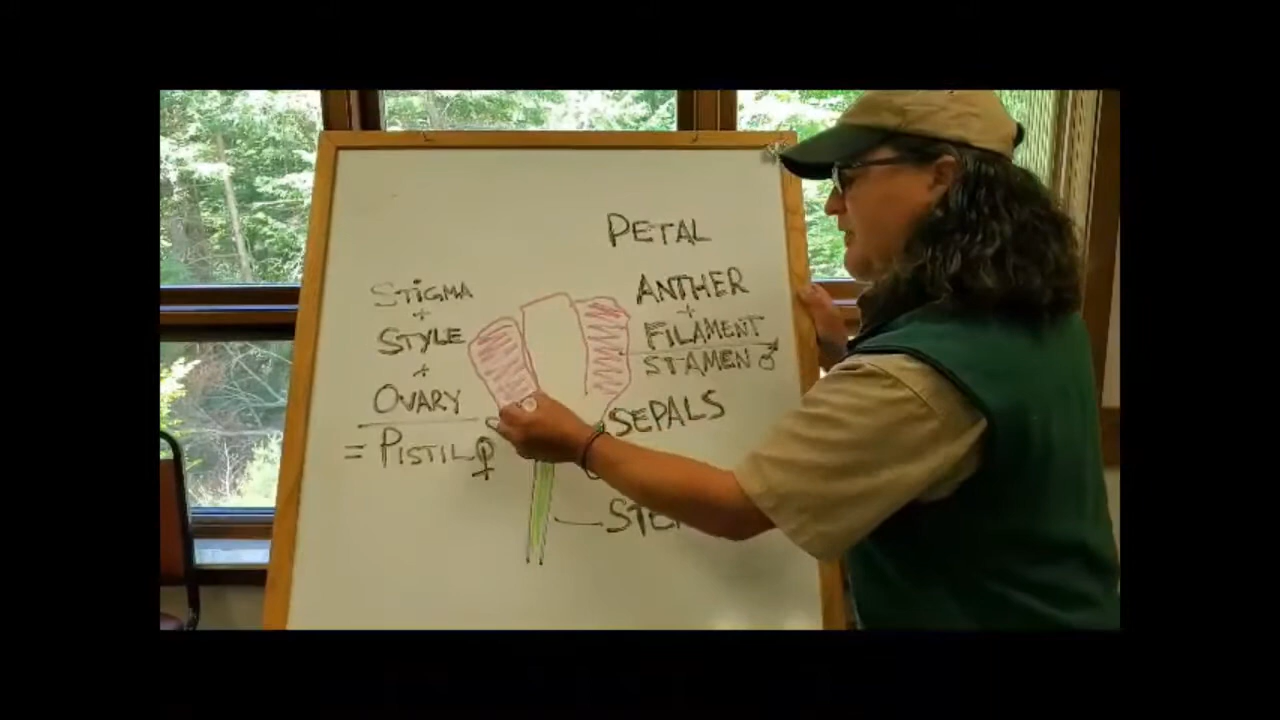 PETAL
STIGMA
+
STYLE
+
OVARY
= PISTIL ♀
ANTHER
+
FILAMENT
STAMEN ♂
SEPALS